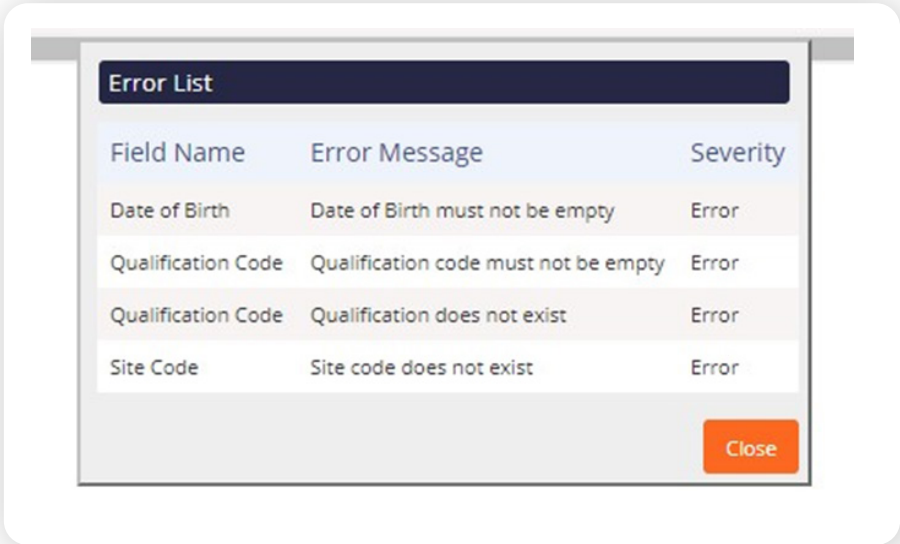 Error List
Field Name Error Message Severity
Date of Birth Date of Birth must not be empty Error
Qualification Code Qualification code must not be empty Error
Qualification Code Qualification does not exist Error
Site Code Site code does not exist Error
Close